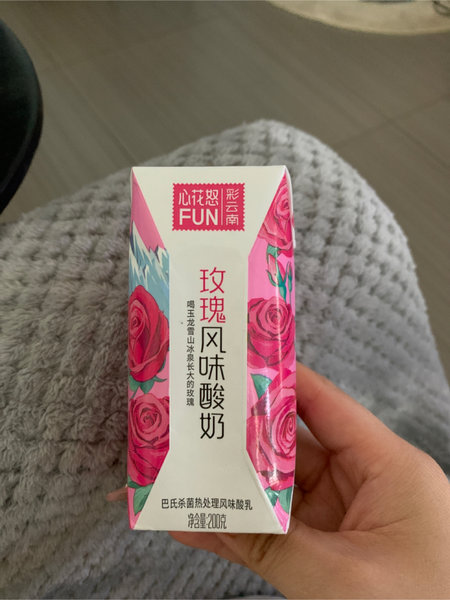 心花怒
FUN
彩云南
玫瑰风味酸奶
喝玉龙雪山冰泉长大的玫瑰
巴氏杀菌热处理风味酸乳
净含量:200克